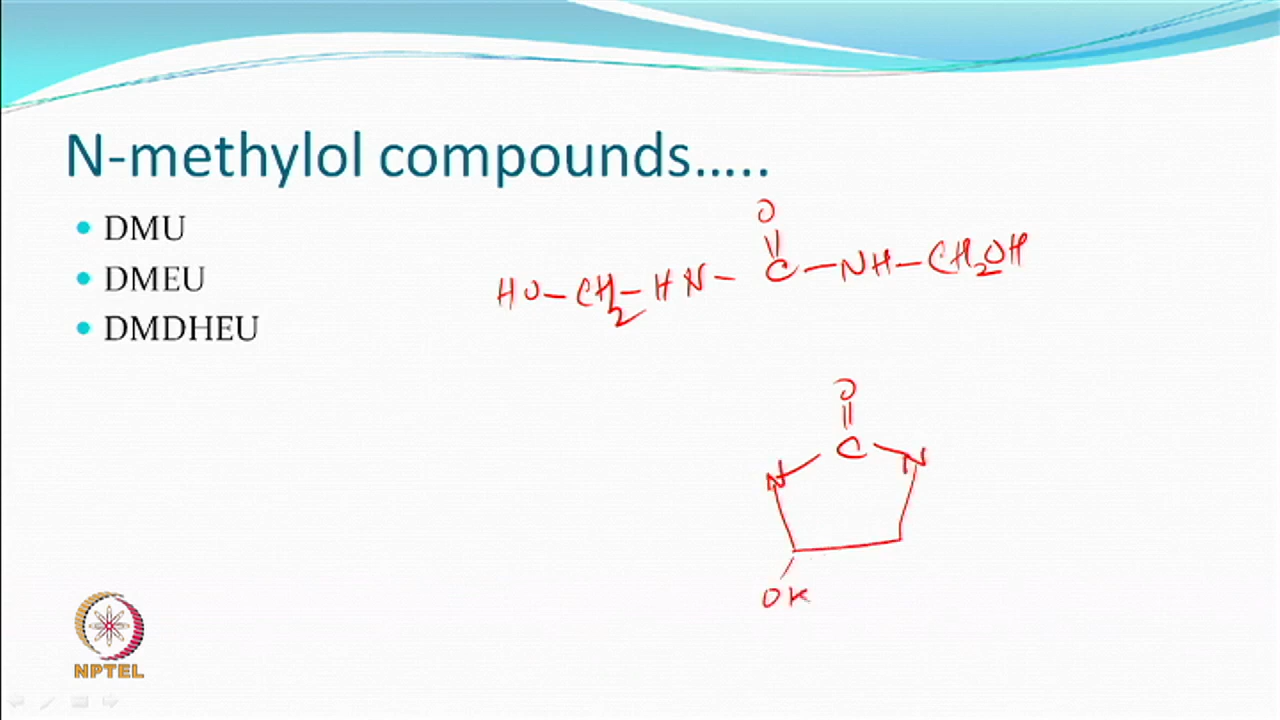 N-methylol compounds…..
• DMU
• DMEU
• DMDHEU
O
HO-CH2-HN-C-NH-CH2OH
O
C
N N
OH
NPTEL